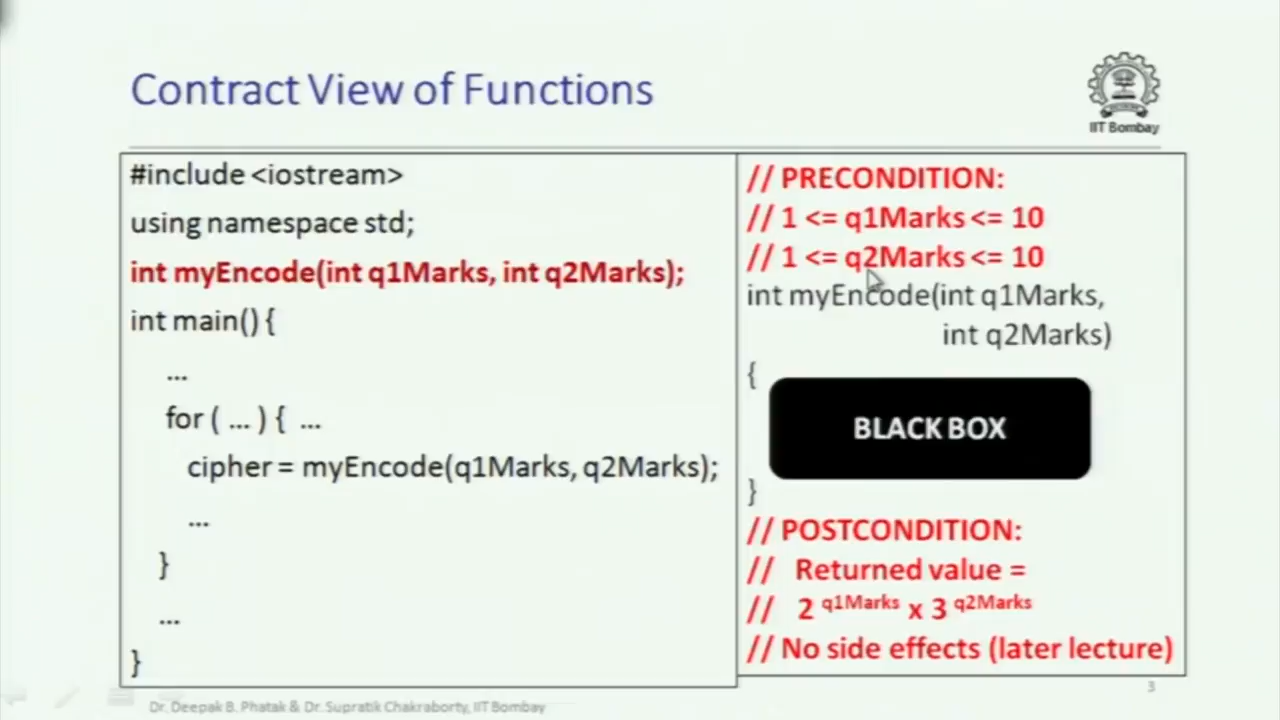 Contract View of Functions
IIT Bombay
#include <iostream>
using namespace std;
int myEncode(int q1Marks, int q2Marks);
int main() {
...
for ( ... ) { ...
cipher = myEncode(q1Marks, q2Marks);
...
}
...
}
// PRECONDITION:
// 1 <= q1Marks <= 10
// 1 <= q2Marks <= 10
int myEncode(int q1Marks,
int q2Marks)
{
BLACK BOX
}
// POSTCONDITION:
// Returned value =
// 2 q1Marks x 3 q2Marks
// No side effects (later lecture)
Dr. Deepak B. Phatak & Dr. Supratik Chakraborty, IIT Bombay
3